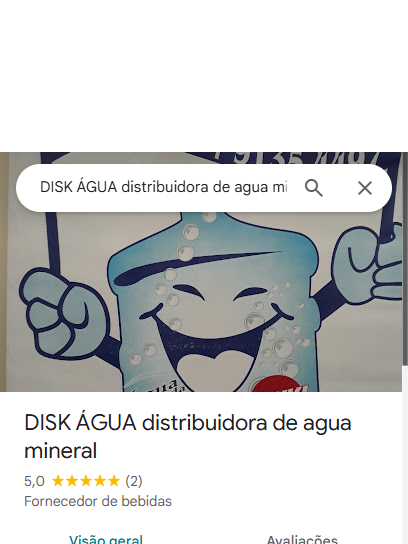 DISK ÁGUA distribuidora de agua mi
DISK ÁGUA distribuidora de agua
mineral
5,0 (2)
Fornecedor de bebidas
Visão geral Avaliações